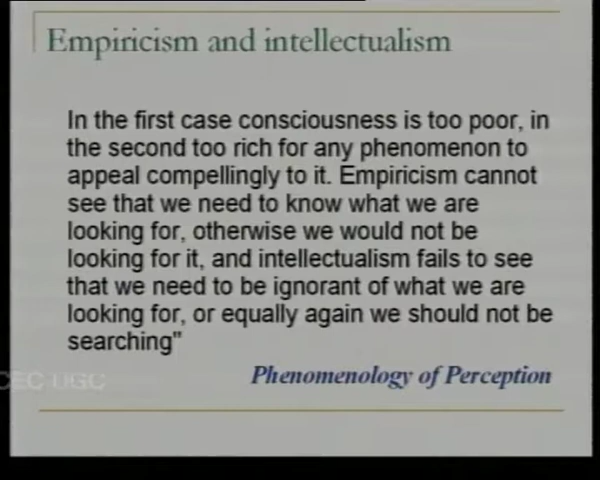 Empiricism and intellectualism
In the first case consciousness is too poor, in
the second too rich for any phenomenon to
appeal compellingly to it. Empiricism cannot
see that we need to know what we are
looking for, otherwise we would not be
looking for it, and intellectualism fails to see
that we need to be ignorant of what we are
looking for, or equally again we should not be
searching"
CEC UGC
Phenomenology of Perception